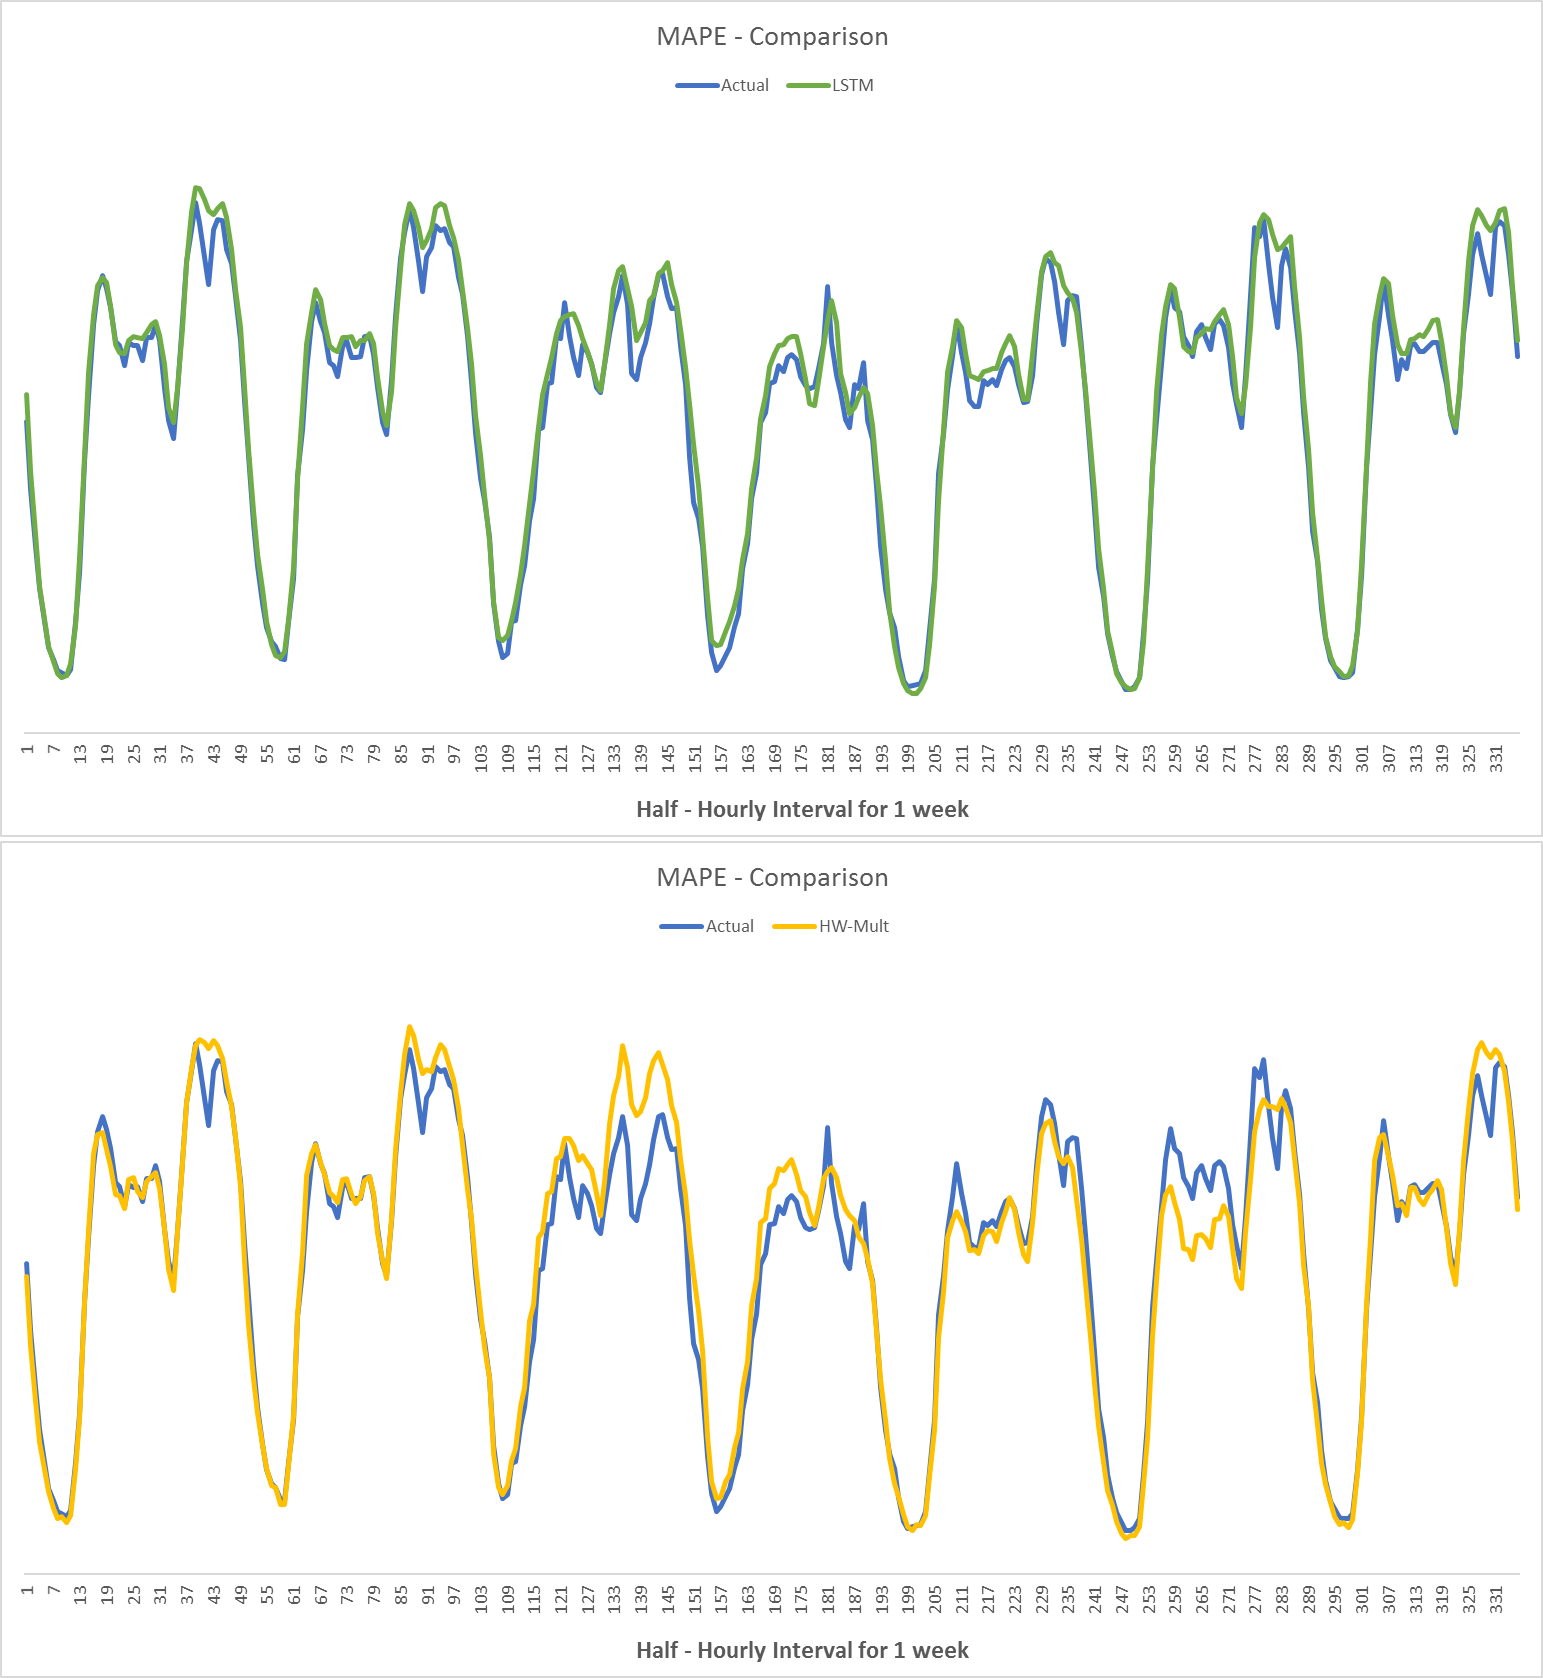 MAPE - Comparison
Actual LSTM
1 7 13 19 25 31 37 43 49 55 61 67 73 79 85 91 97 103 109 115 121 127 133 139 145 151 157 163 169 175 181 187 193 199 205 211 217 223 229 235 241 247 253 259 265 271 277 283 289 295 301 307 313 319 325 331
Half - Hourly Interval for 1 week
MAPE - Comparison
Actual HW-Mult
1 7 13 19 25 31 37 43 49 55 61 67 73 79 85 91 97 103 109 115 121 127 133 139 145 151 157 163 169 175 181 187 193 199 205 211 217 223 229 235 241 247 253 259 265 271 277 283 289 295 301 307 313 319 325 331
Half - Hourly Interval for 1 week